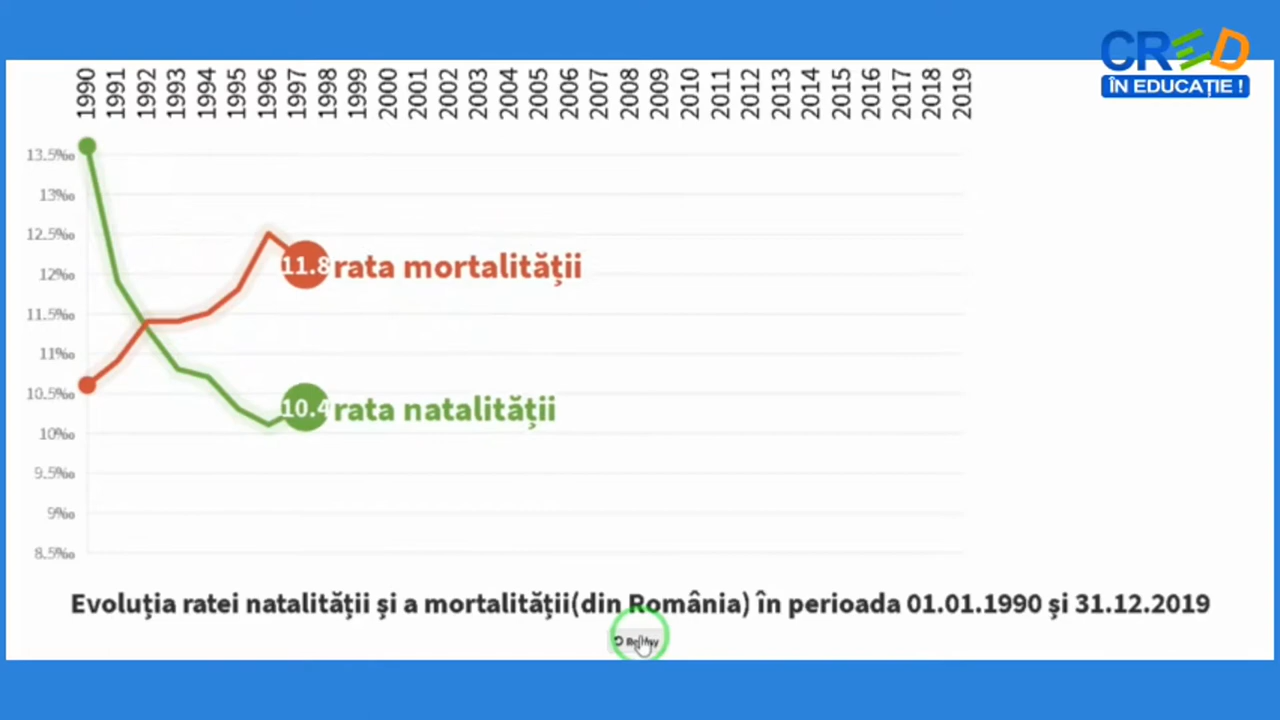 CRED
ÎN EDUCAȚIE !
1990 1991 1992 1993 1994 1995 1996 1997 1998 1999 2000 2001 2002 2003 2004 2005 2006 2007 2008 2009 2010 2011 2012 2013 2014 2015 2016 2017 2018 2019
13.5‰
13‰
12.5‰
12‰
11.5‰
11‰
10.5‰
10‰
9.5‰
9‰
8.5‰
11.8 rata mortalității
10.4 rata natalității
Evoluția ratei natalității și a mortalității(din România) în perioada 01.01.1990 și 31.12.2019
Replay